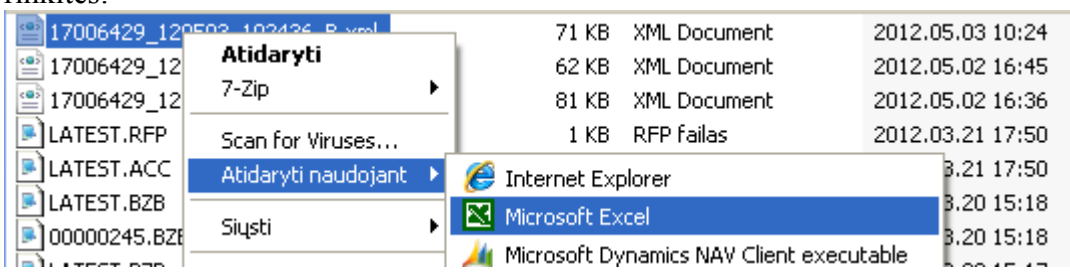 rinkitės.
17006429_120503_102436_B.xml 71 KB XML Document 2012.05.03 10:24
Atidaryti
17006429_12 62 KB XML Document 2012.05.02 16:45
7-Zip
17006429_12 81 KB XML Document 2012.05.02 16:36
LATEST.RFP 1 KB RFP failas 2012.03.21 17:50
Scan for Viruses...
LATEST.ACC 3.21 17:50
Atidaryti naudojant Internet Explorer
LATEST.BZB 3.20 15:18
Siųsti Microsoft Excel
00000245.BZB 3.20 15:18
Microsoft Dynamics NAV Client executable